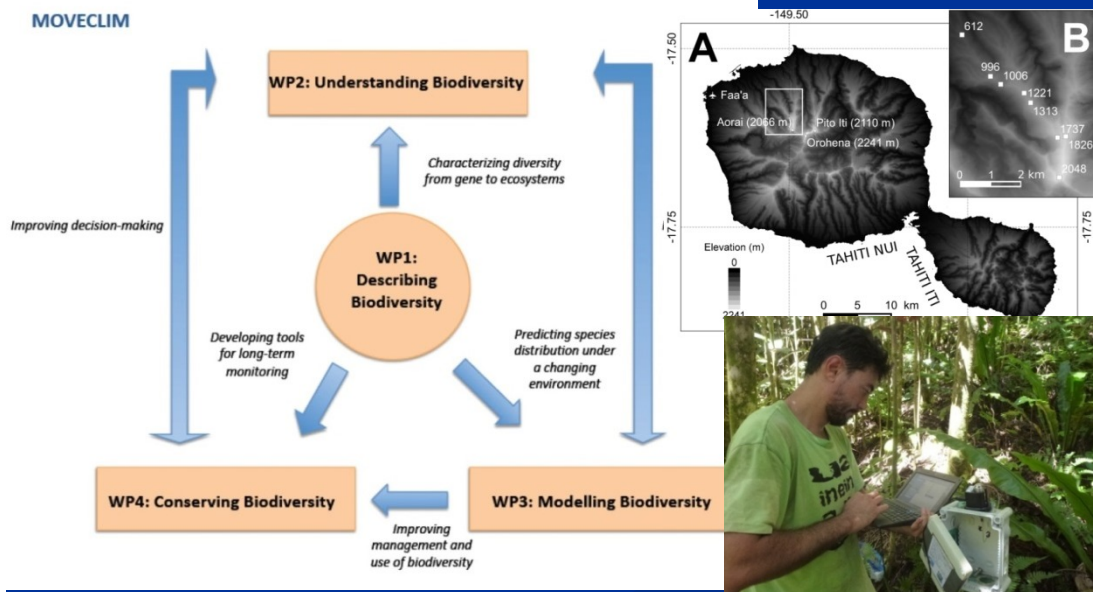 MOVECLIM
WP2: Understanding Biodiversity
Characterizing diversity
from gene to ecosystems
Improving decision-making
WP1:
Describing
Biodiversity
Developing tools
for long-term
monitoring
Predicting species
distribution under
a changing
environment
WP4: Conserving Biodiversity
WP3: Modelling Biodiversity
Improving
management and
use of biodiversity
-149.50
-17.50
A
Faa'a
Aorai (2066 m)
Pito Iti (2110 m)
Orohena (2241 m)
-17.75
-17.75
Elevation (m)
0
2241
TAHITI NUI
TAHITI ITI
0 5 10 km
B
612
996
1006
1221
1313
1737
1826
2048
0 1 2 km